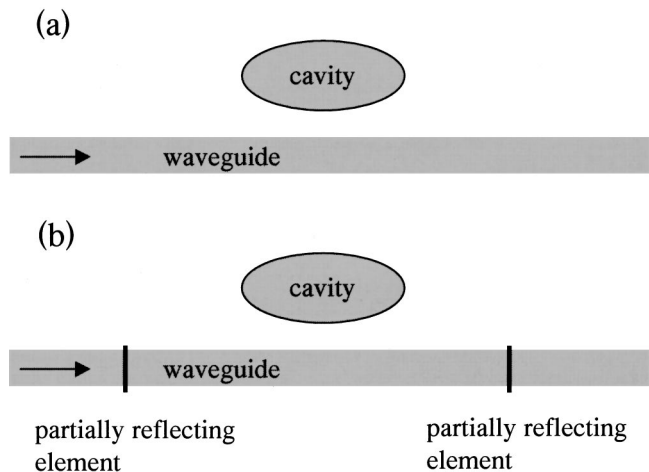 (a)
cavity
waveguide
(b)
cavity
waveguide
partially reflecting
element
partially reflecting
element